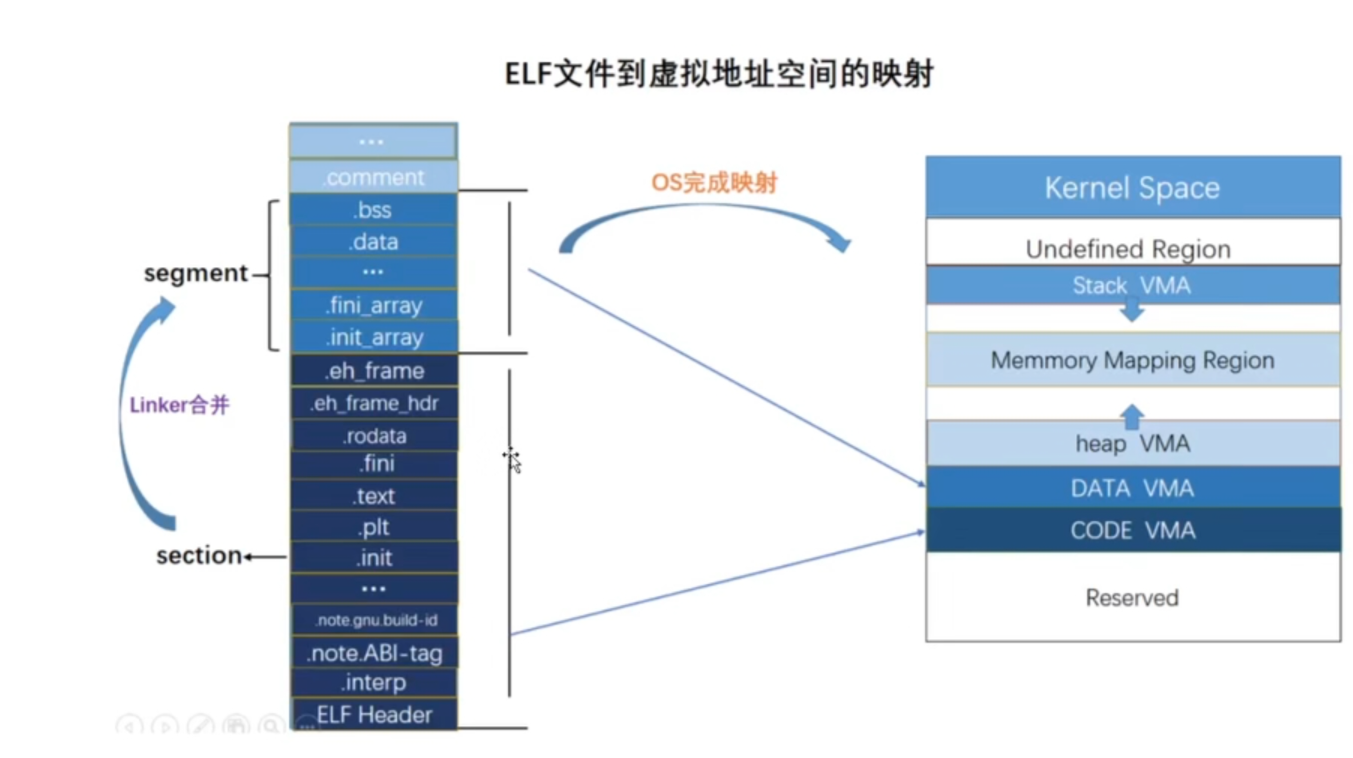 ELF文件到虚拟地址空间的映射
...
.comment
.bss
.data
...
.fini_array
.init_array
.eh_frame
.eh_frame_hdr
.rodata
.fini
.text
.plt
.init
...
.note.gnu.build-id
.note.ABI-tag
.interp
ELF Header
segment
Linker合并
section
OS完成映射
Kernel Space
Undefined Region
Stack VMA
Memmory Mapping Region
heap VMA
DATA VMA
CODE VMA
Reserved